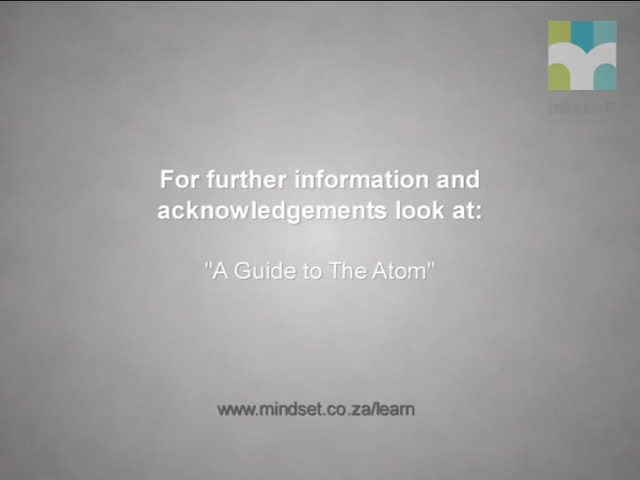 For further information and
acknowledgements look at:
"A Guide to The Atom"
www.mindset.co.za/learn